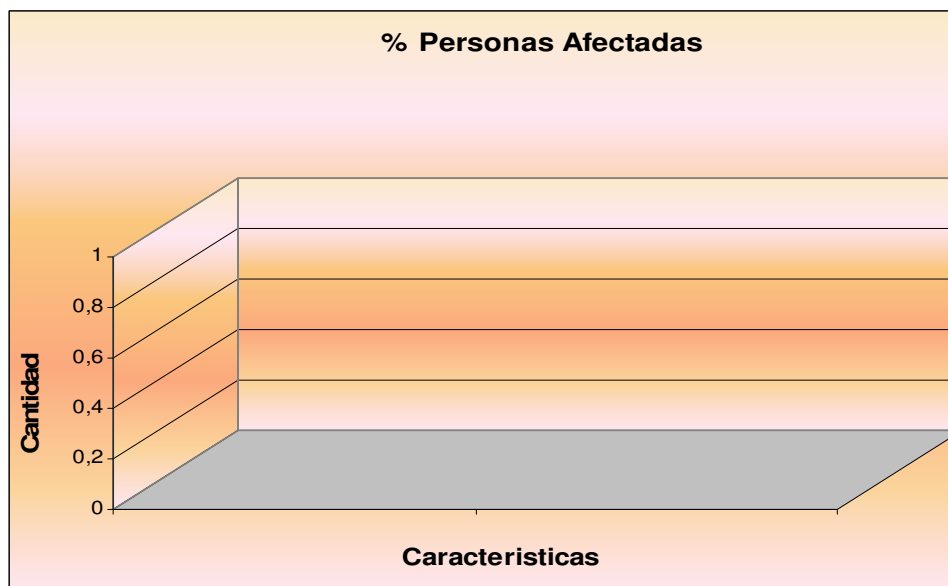 % Personas Afectadas
1
0,8
0,6
0,4
0,2
0
Cantidad
Caracteristicas